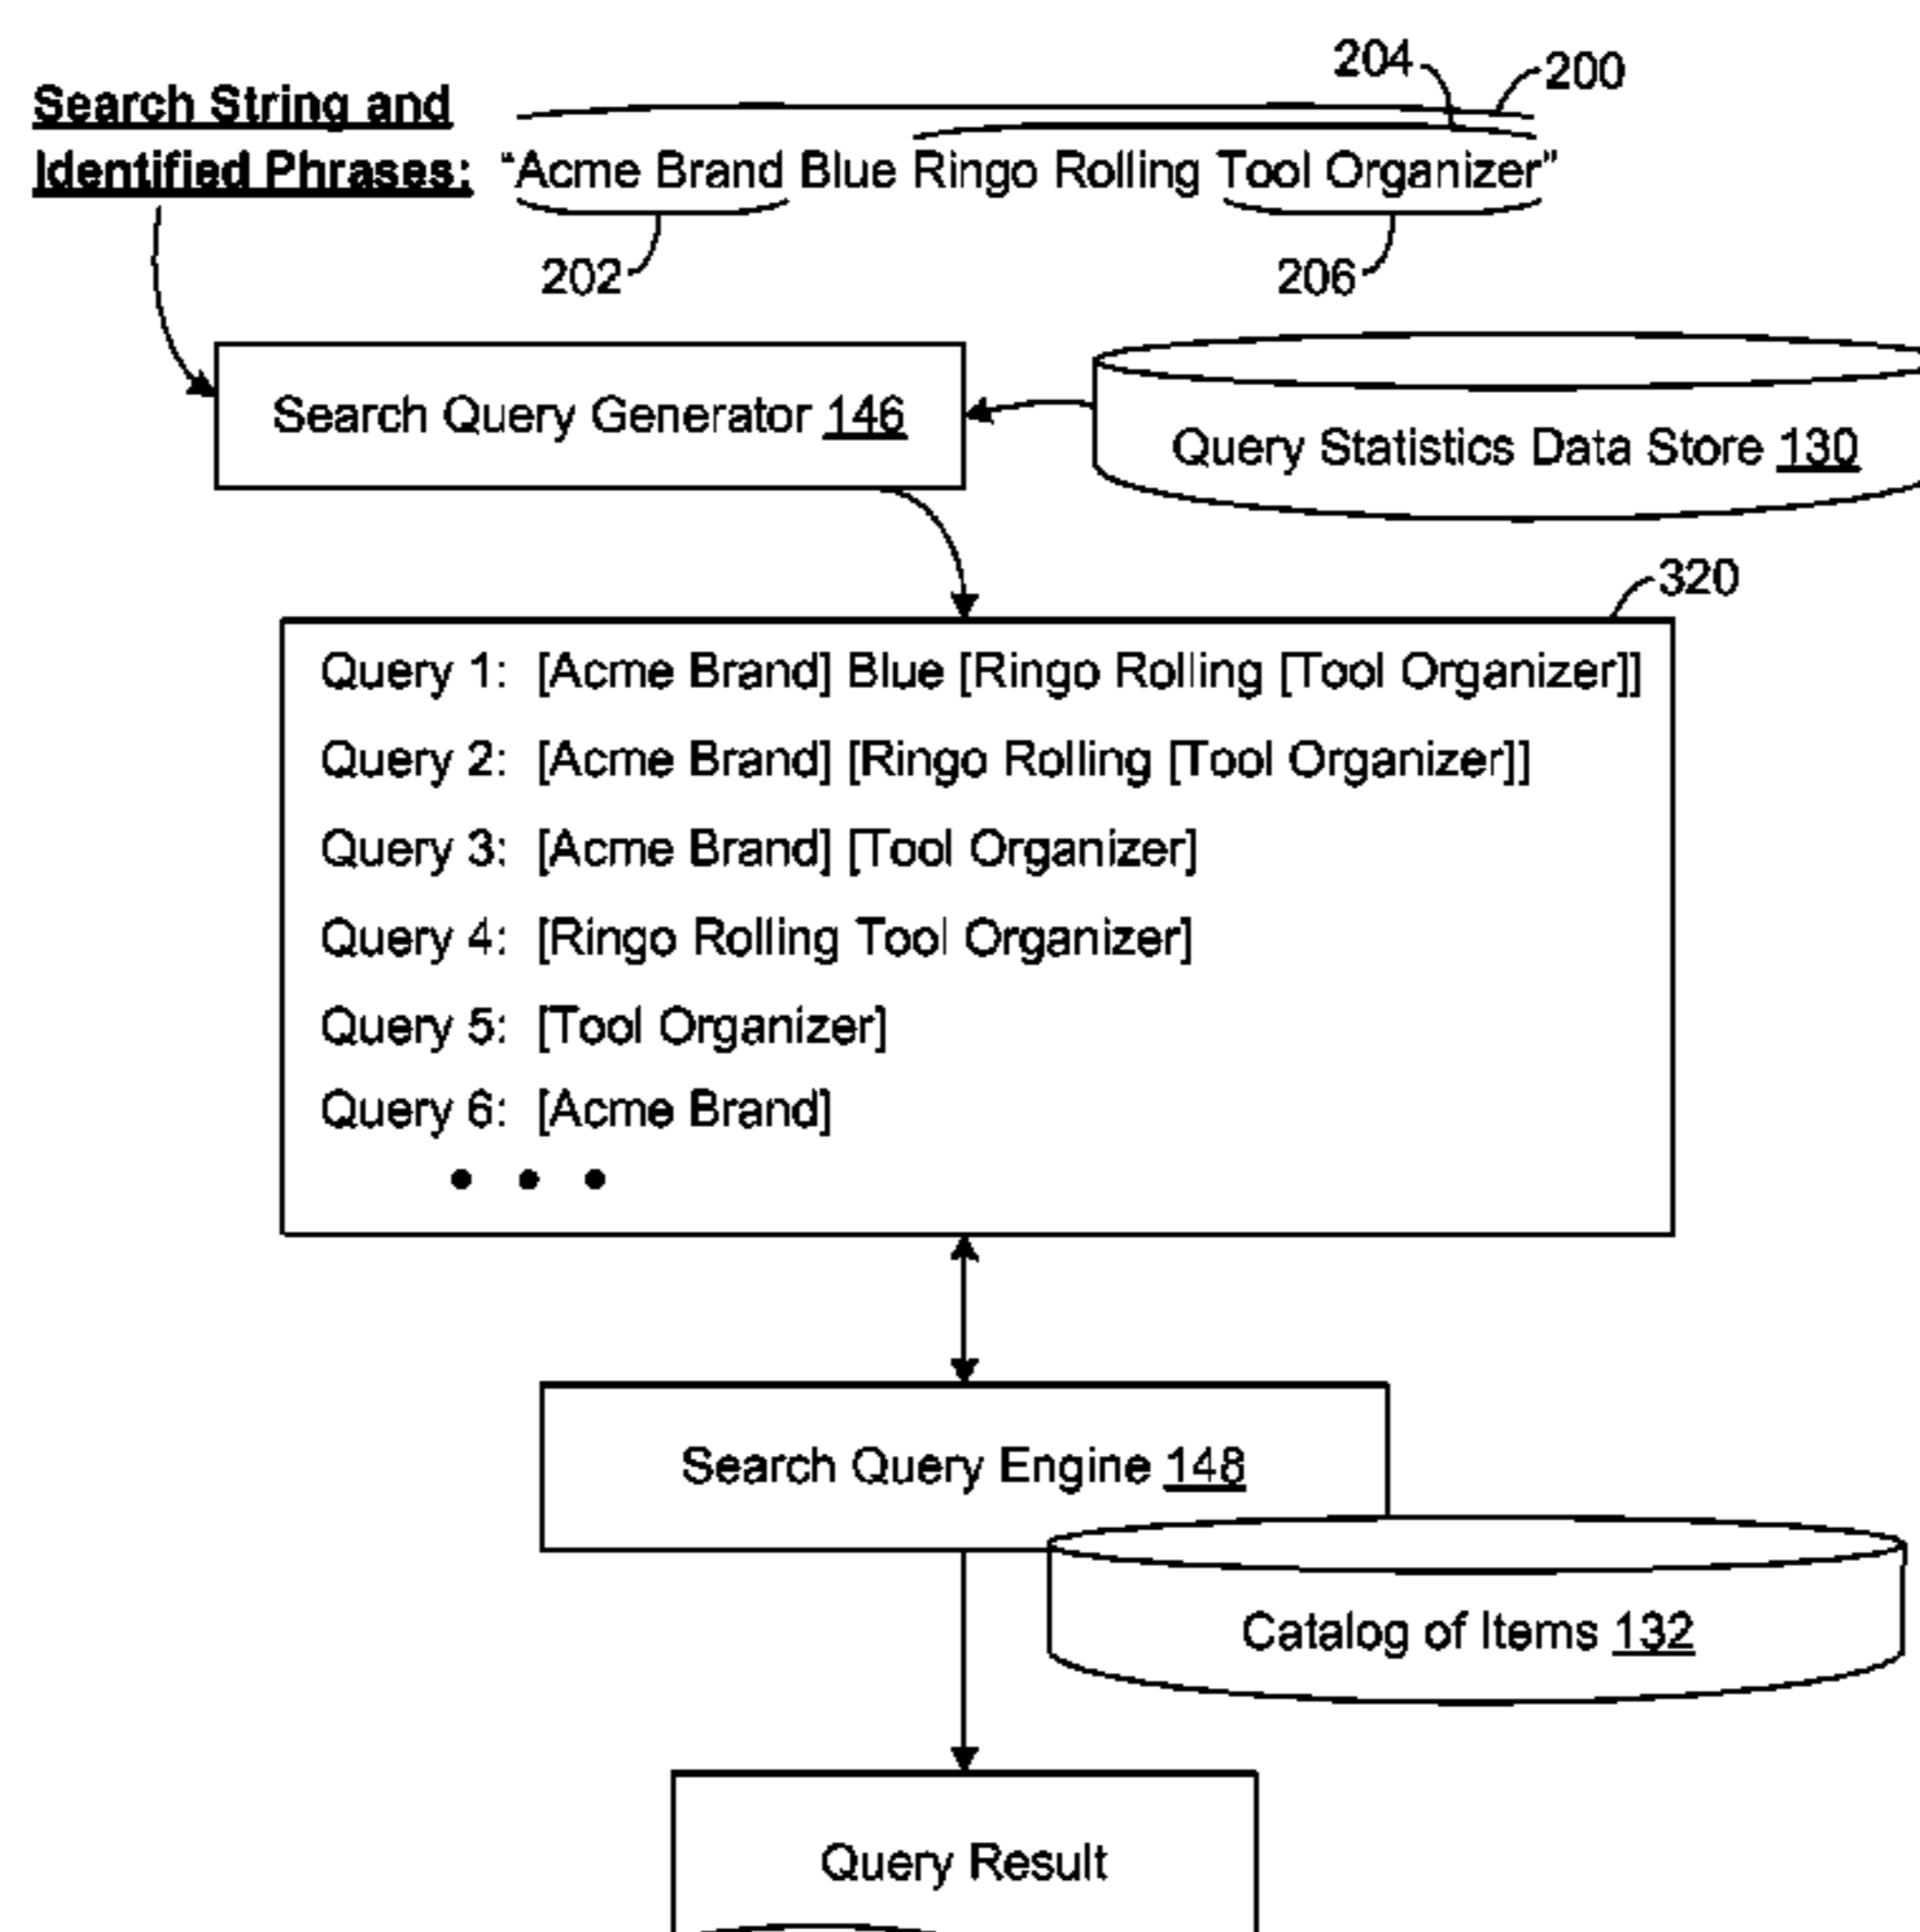 204 200
Search String and
Identified Phrases: “Acme Brand Blue Ringo Rolling Tool Organizer”
202 206
Search Query Generator 146
Query Statistics Data Store 130
320
Query 1: [Acme Brand] Blue [Ringo Rolling [Tool Organizer]]
Query 2: [Acme Brand] [Ringo Rolling [Tool Organizer]]
Query 3: [Acme Brand] [Tool Organizer]
Query 4: [Ringo Rolling Tool Organizer]
Query 5: [Tool Organizer]
Query 6: [Acme Brand]
• • •
Search Query Engine 148
Catalog of Items 132
Query Result